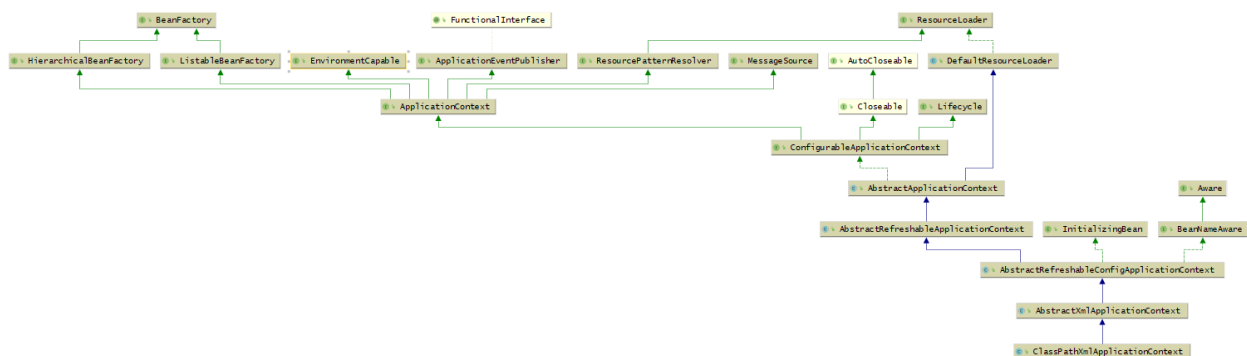 BeanFactory
FunctionalInterface
ResourceLoader
HierarchicalBeanFactory
ListableBeanFactory
EnvironmentCapable
ApplicationEventPublisher
ResourcePatternResolver
MessageSource
AutoCloseable
DefaultResourceLoader
ApplicationContext
Closeable
Lifecycle
ConfigurableApplicationContext
AbstractApplicationContext
Aware
AbstractRefreshableApplicationContext
InitializingBean
BeanNameAware
AbstractRefreshableConfigApplicationContext
AbstractXmlApplicationContext
ClassPathXmlApplicationContext